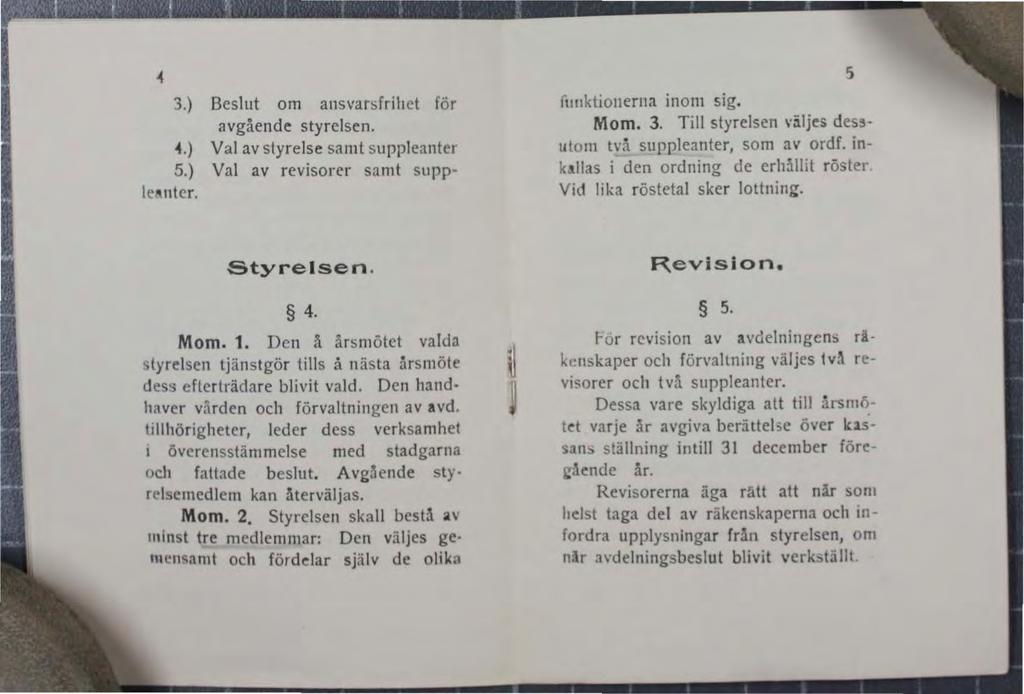 4
3.) Beslut om ansvarsfrihet för
avgående styrelsen.
4.) Val av styrelse samt suppleanter
5.) Val av revisorer samt supp-
leanter.
Styrelsen.
§ 4.
Mom. 1. Den å årsmötet valda
styrelsen tjänstgör tills å nästa årsmöte
dess efterträdare blivit vald. Den hand-
haver vården och förvaltningen av avd.
tillhörigheter, leder dess verksamhet
i överensstämmelse med stadgarna
och fattade beslut. Avgående sty-
relsemedlem kan återväljas.
Mom. 2. Styrelsen skall bestå av
minst tre medlemmar: Den väljes ge-
mensamt och fördelar själv de olika
5
funktionerna inom sig.
Mom. 3. Till styrelsen väljes dess-
utom två suppleanter, som av ordf. in-
kallas i den ordning de erhållit röster.
Vid lika röstetal sker lottning.
Revision.
§ 5.
För revision av avdelningens rä-
kenskaper och förvaltning väljes två re-
visorer och två suppleanter.
Dessa vare skyldiga att till årsmö-
tet varje år avgiva berättelse över kas-
sans ställning intill 31 december före-
gående år.
Revisorerna äga rätt att når som
helst taga del av räkenskaperna och in-
fordra upplysningar från styrelsen, om
når avdelningsbeslut blivit verkställt.